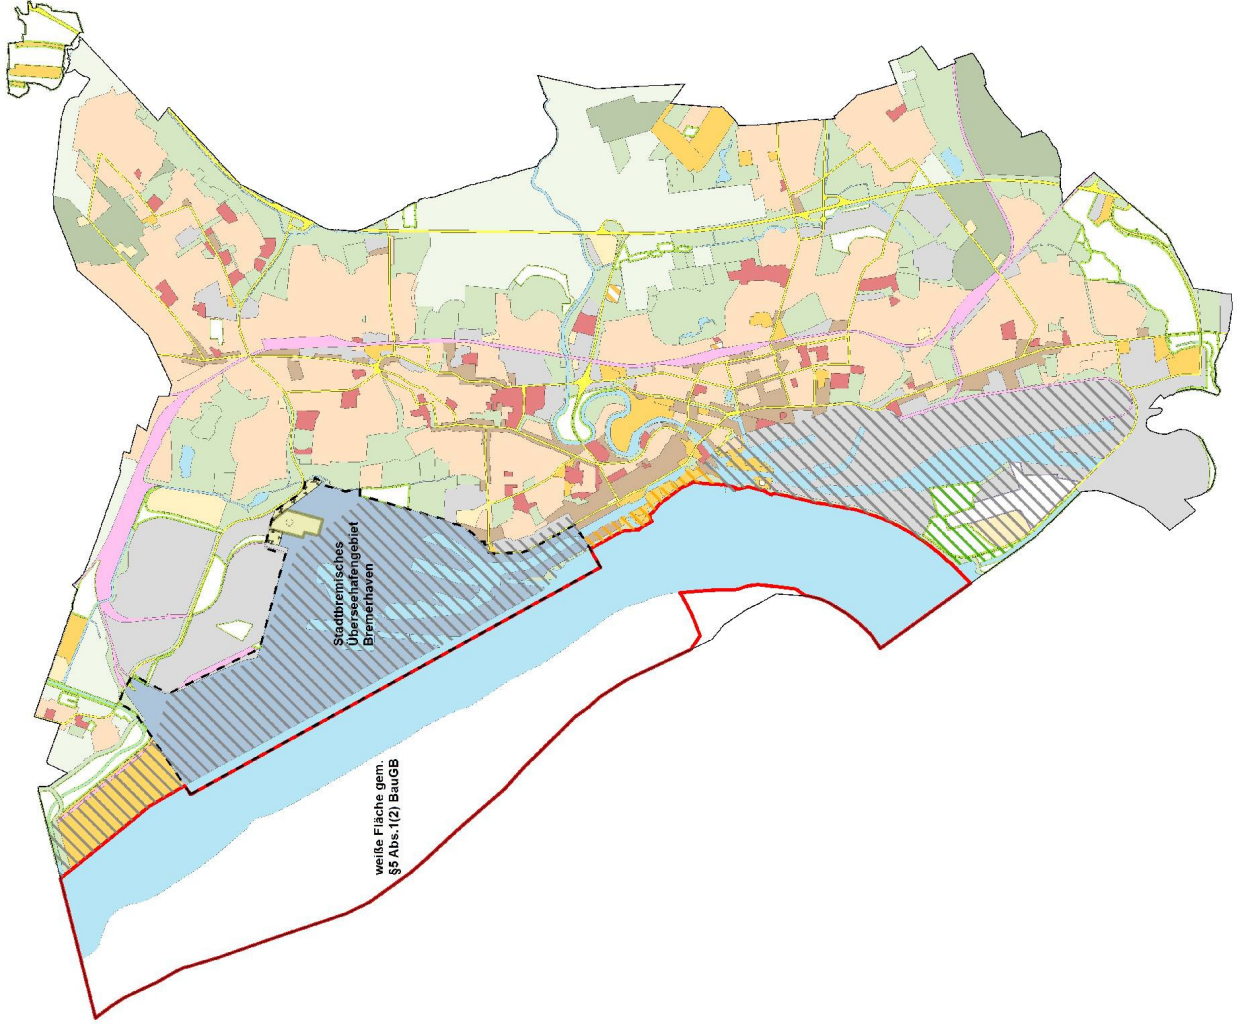 Stadtbremisches
Überseehafengebiet
Bremerhaven
weiße Fläche gem.
§5 Abs.1(2) BauGB